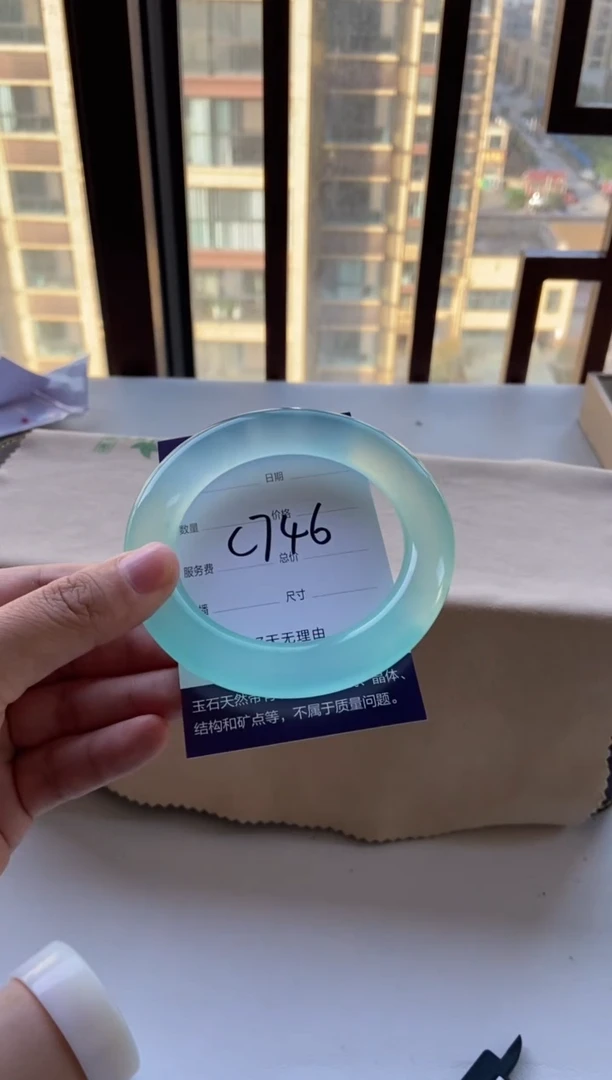 日期
数量 价格
C746
服务费 总价
尺寸
天无理由
玉石天然带 、晶体、
结构和矿点等，不属于质量问题。